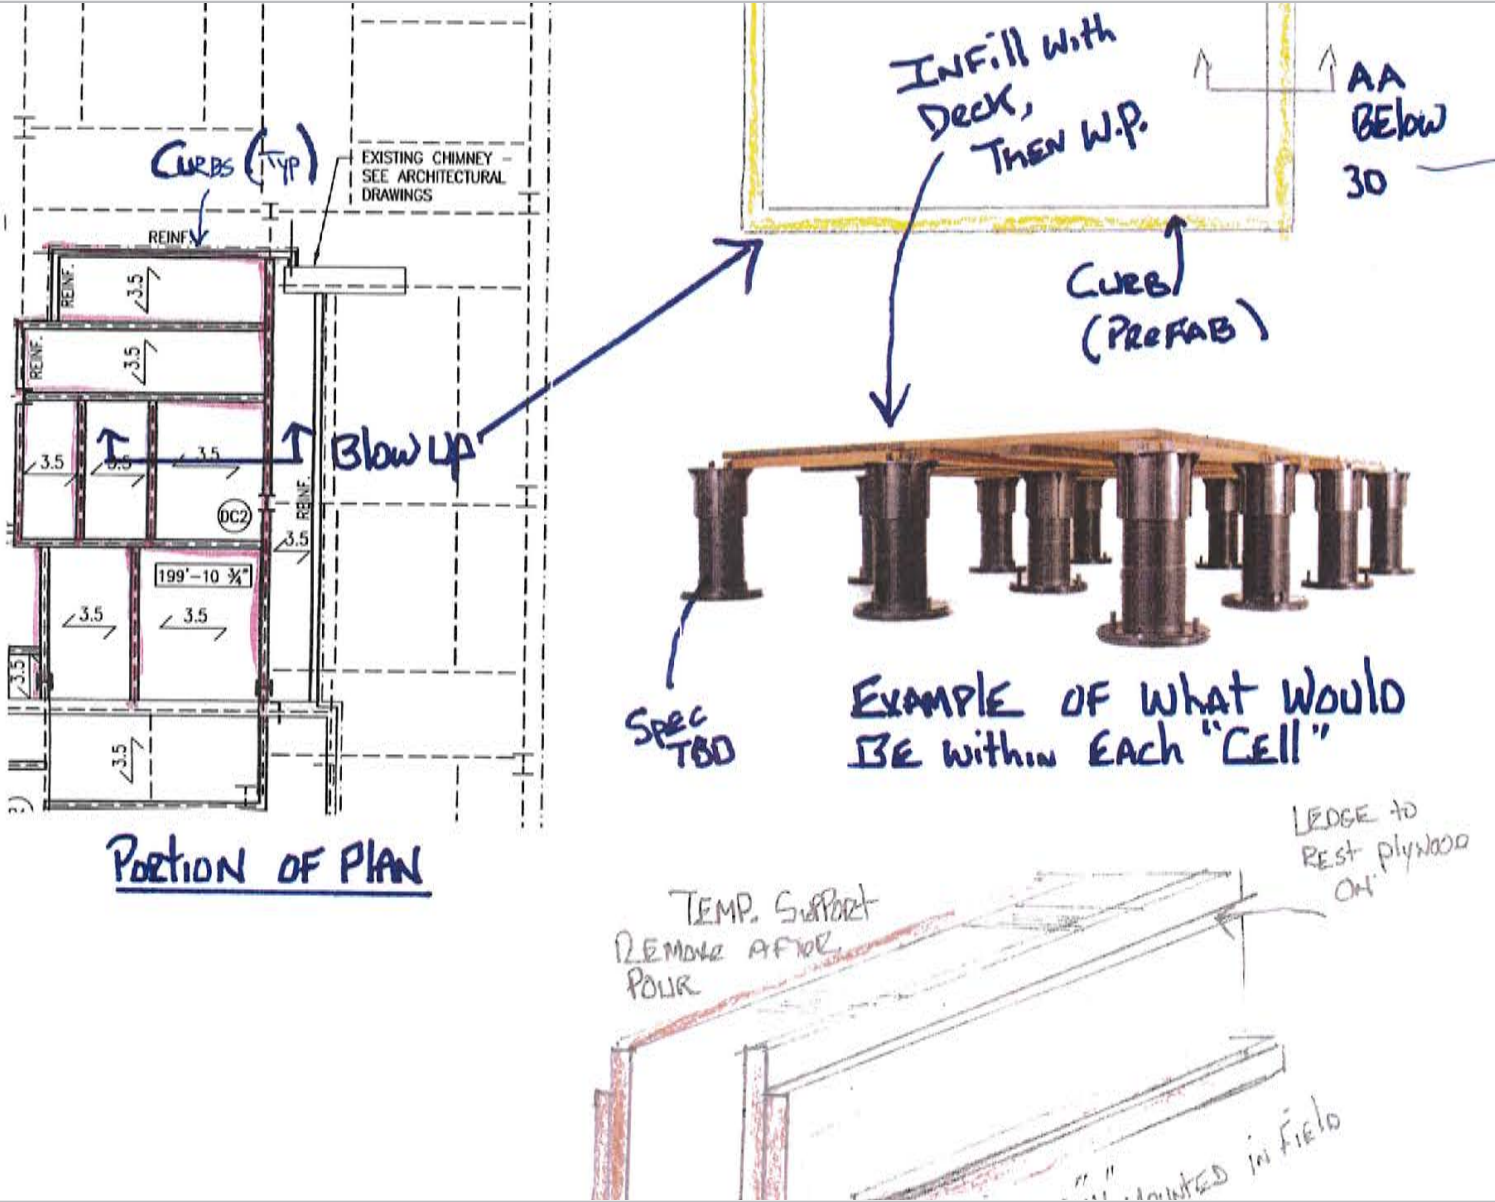 CURBS (TYP)
EXISTING CHIMNEY –
SEE ARCHITECTURAL
DRAWINGS
REINF.
REINF.
3.5
REINF.
3.5
3.5
3.5
3.5
DC2
REINF.
3.5
199'-10 ¾"
3.5
3.5
3.5
3.5
Blow UP
PORTION OF PLAN
INFill with
Deck,
THEN W.P.
AA
BElow
30
CURB
(PREFAB)
SPEC
TBD
EXAMPLE OF WHAT WOULD
BE within EACH "CEll"
LEDGE to
REST PlYWOOD
ON
TEMP. SUPPORT
REMOVE AFTER
POUR
MOUNTED IN FIELD